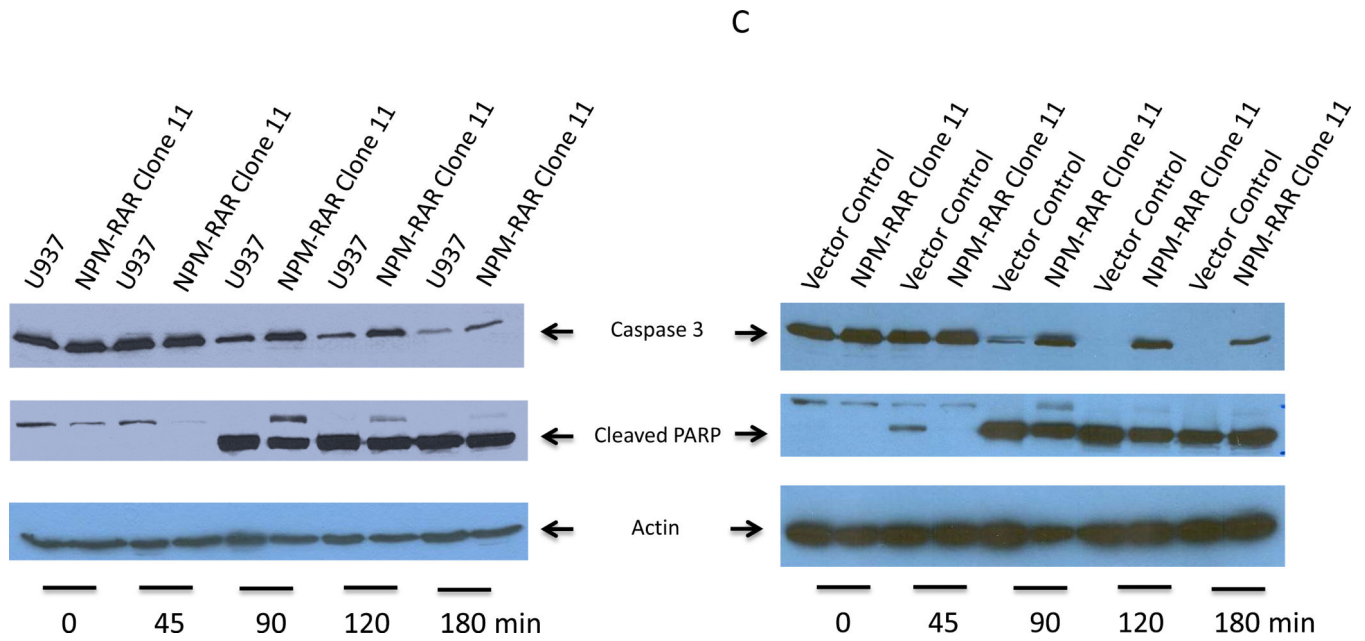 C
U937
NPM-RAR Clone 11
U937
NPM-RAR Clone 11
U937
NPM-RAR Clone 11
U937
NPM-RAR Clone 11
U937
NPM-RAR Clone 11
Vector Control
NPM-RAR Clone 11
Vector Control
NPM-RAR Clone 11
Vector Control
NPM-RAR Clone 11
Vector Control
NPM-RAR Clone 11
Vector Control
NPM-RAR Clone 11
Caspase 3
Cleaved PARP
Actin
0 45 90 120 180 min
0 45 90 120 180 min